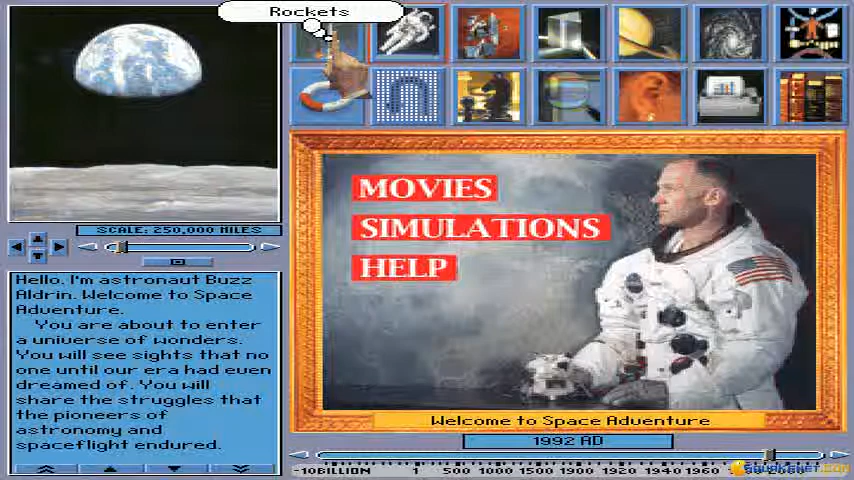 Rockets
MOVIES
SIMULATIONS
HELP
SCALE: 250,000 MILES
Hello. I'm astronaut Buzz
Aldrin. Welcome to Space
Adventure.
You are about to enter
a universe of wonders.
You will see sights that no
one until our era had even
dreamed of. You will
share the struggles that
the pioneers of
astronomy and
spaceflight endured.
Welcome to Space Adventure
1992 AD
-10BILLION 1 500 1000 1500 1900 1920 1940 1960